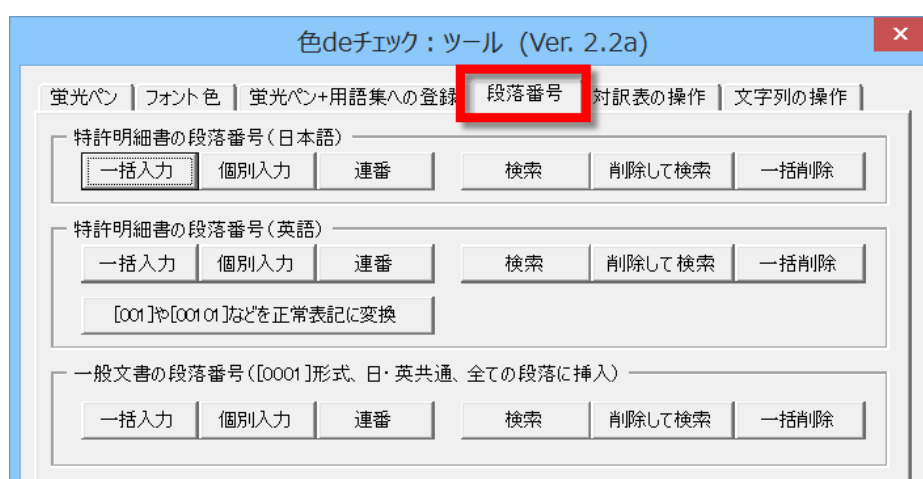 色deチェック：ツール (Ver. 2.2a)
×
蛍光ペン フォント色 蛍光ペン+用語集への登録 段落番号 対訳表の操作 文字列の操作
特許明細書の段落番号(日本語)
一括入力 個別入力 連番 検索 削除して検索 一括削除
特許明細書の段落番号(英語)
一括入力 個別入力 連番 検索 削除して検索 一括削除
[001]や[00101]などを正常表記に変換
一般文書の段落番号([0001]形式、日・英共通、全ての段落に挿入)
一括入力 個別入力 連番 検索 削除して検索 一括削除